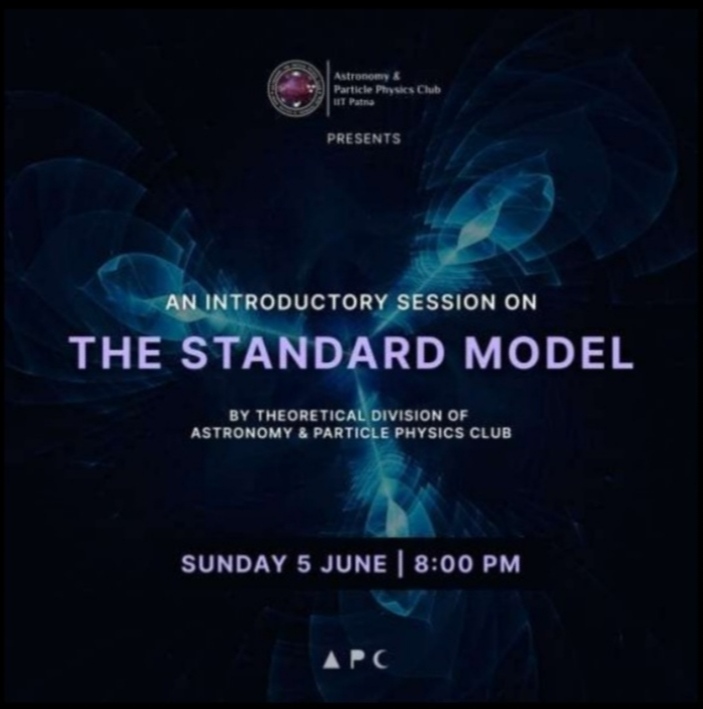 Astronomy &
Particle Physics Club
IIT Patna
PRESENTS
AN INTRODUCTORY SESSION ON
THE STANDARD MODEL
BY THEORETICAL DIVISION OF
ASTRONOMY & PARTICLE PHYSICS CLUB
SUNDAY 5 JUNE | 8:00 PM
APC